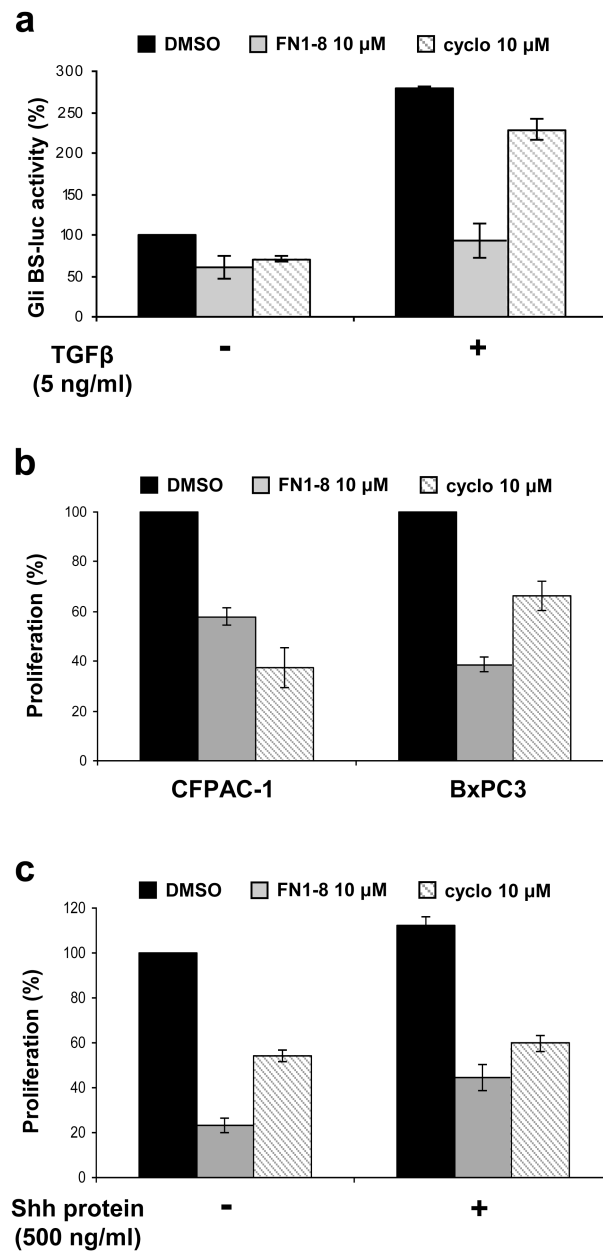 a
DMSO FN1-8 10 µM cyclo 10 µM
Gli BS-luc activity (%)
300
250
200
150
100
50
0
TGFβ - +
(5 ng/ml)
b
DMSO FN1-8 10 µM cyclo 10 µM
Proliferation (%)
100
80
60
40
20
0
CFPAC-1 BxPC3
c
DMSO FN1-8 10 µM cyclo 10 µM
Proliferation (%)
120
100
80
60
40
20
0
Shh protein - +
(500 ng/ml)